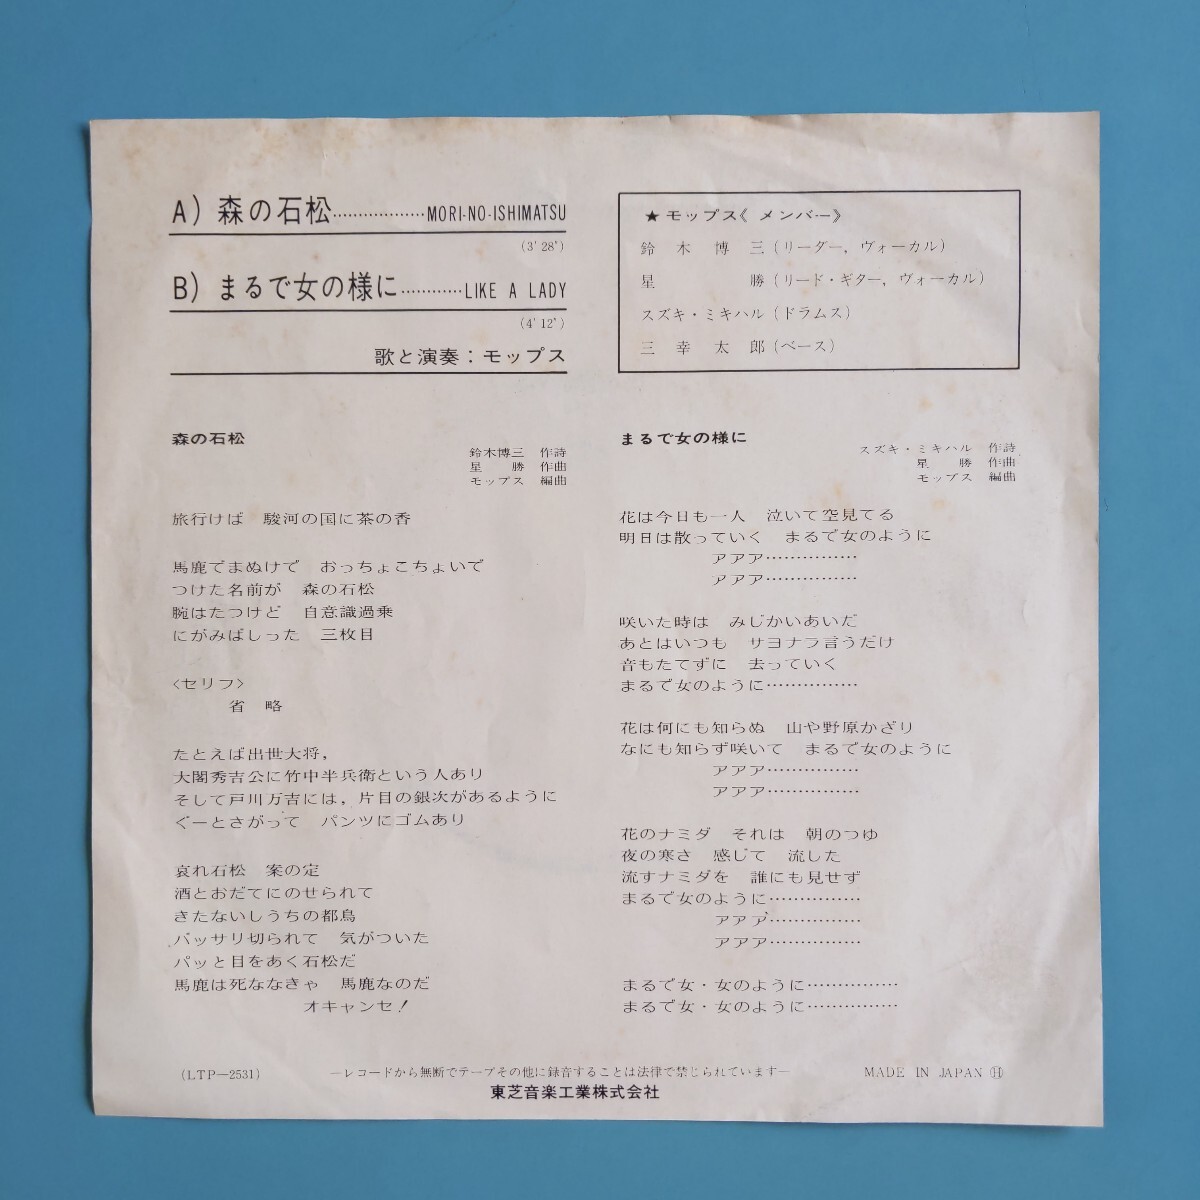 A) 森の石松………………MORI-NO-ISHIMATSU
(3'28")
B) まるで女の様に…………LIKE A LADY
(4'12")
歌と演奏：モップス
★モップス《メンバー》
鈴木博三(リーダー，ヴォーカル)
星　勝(リード・ギター，ヴォーカル)
スズキ・ミキハル(ドラムス)
三幸太郎(ベース)
森の石松
鈴木博三　作詩
星　勝　作曲
モップス　編曲
旅行けば　駿河の国に茶の香
馬鹿でまぬけで　おっちょこちょいで
つけた名前が　森の石松
腕はたつけど　自意識過乗
にがみばしった　三枚目
〈セリフ〉
省　略
たとえば出世大将，
大閣秀吉公に竹中半兵衛という人あり
そして戸川万吉には，片目の銀次があるように
ぐーとさがって　パンツにゴムあり
哀れ石松　案の定
酒とおだてにのせられて
きたないしうちの都鳥
バッサリ切られて　気がついた
パッと目をあく石松だ
馬鹿は死ななきゃ　馬鹿なのだ
オキャンセ！
まるで女の様に
スズキ・ミキハル　作詩
星　勝　作曲
モップス　編曲
花は今日も一人　泣いて空見てる
明日は散っていく　まるで女のように
アアア……………
アアア……………
咲いた時は　みじかいあいだ
あとはいつも　サヨナラ言うだけ
音もたてずに　去っていく
まるで女のように……………
花は何にも知らぬ　山や野原かざり
なにも知らず咲いて　まるで女のように
アアア……………
アアア……………
花のナミダ　それは　朝のつゆ
夜の寒さ　感じて　流した
流すナミダを　誰にも見せず
まるで女のように……………
アアア……………
アアア……………
まるで女・女のように……………
まるで女・女のように……………
(LTP—2531)
—レコードから無断でテープその他に録音することは法律で禁じられています—
MADE IN JAPAN Ⓗ
東芝音楽工業株式会社